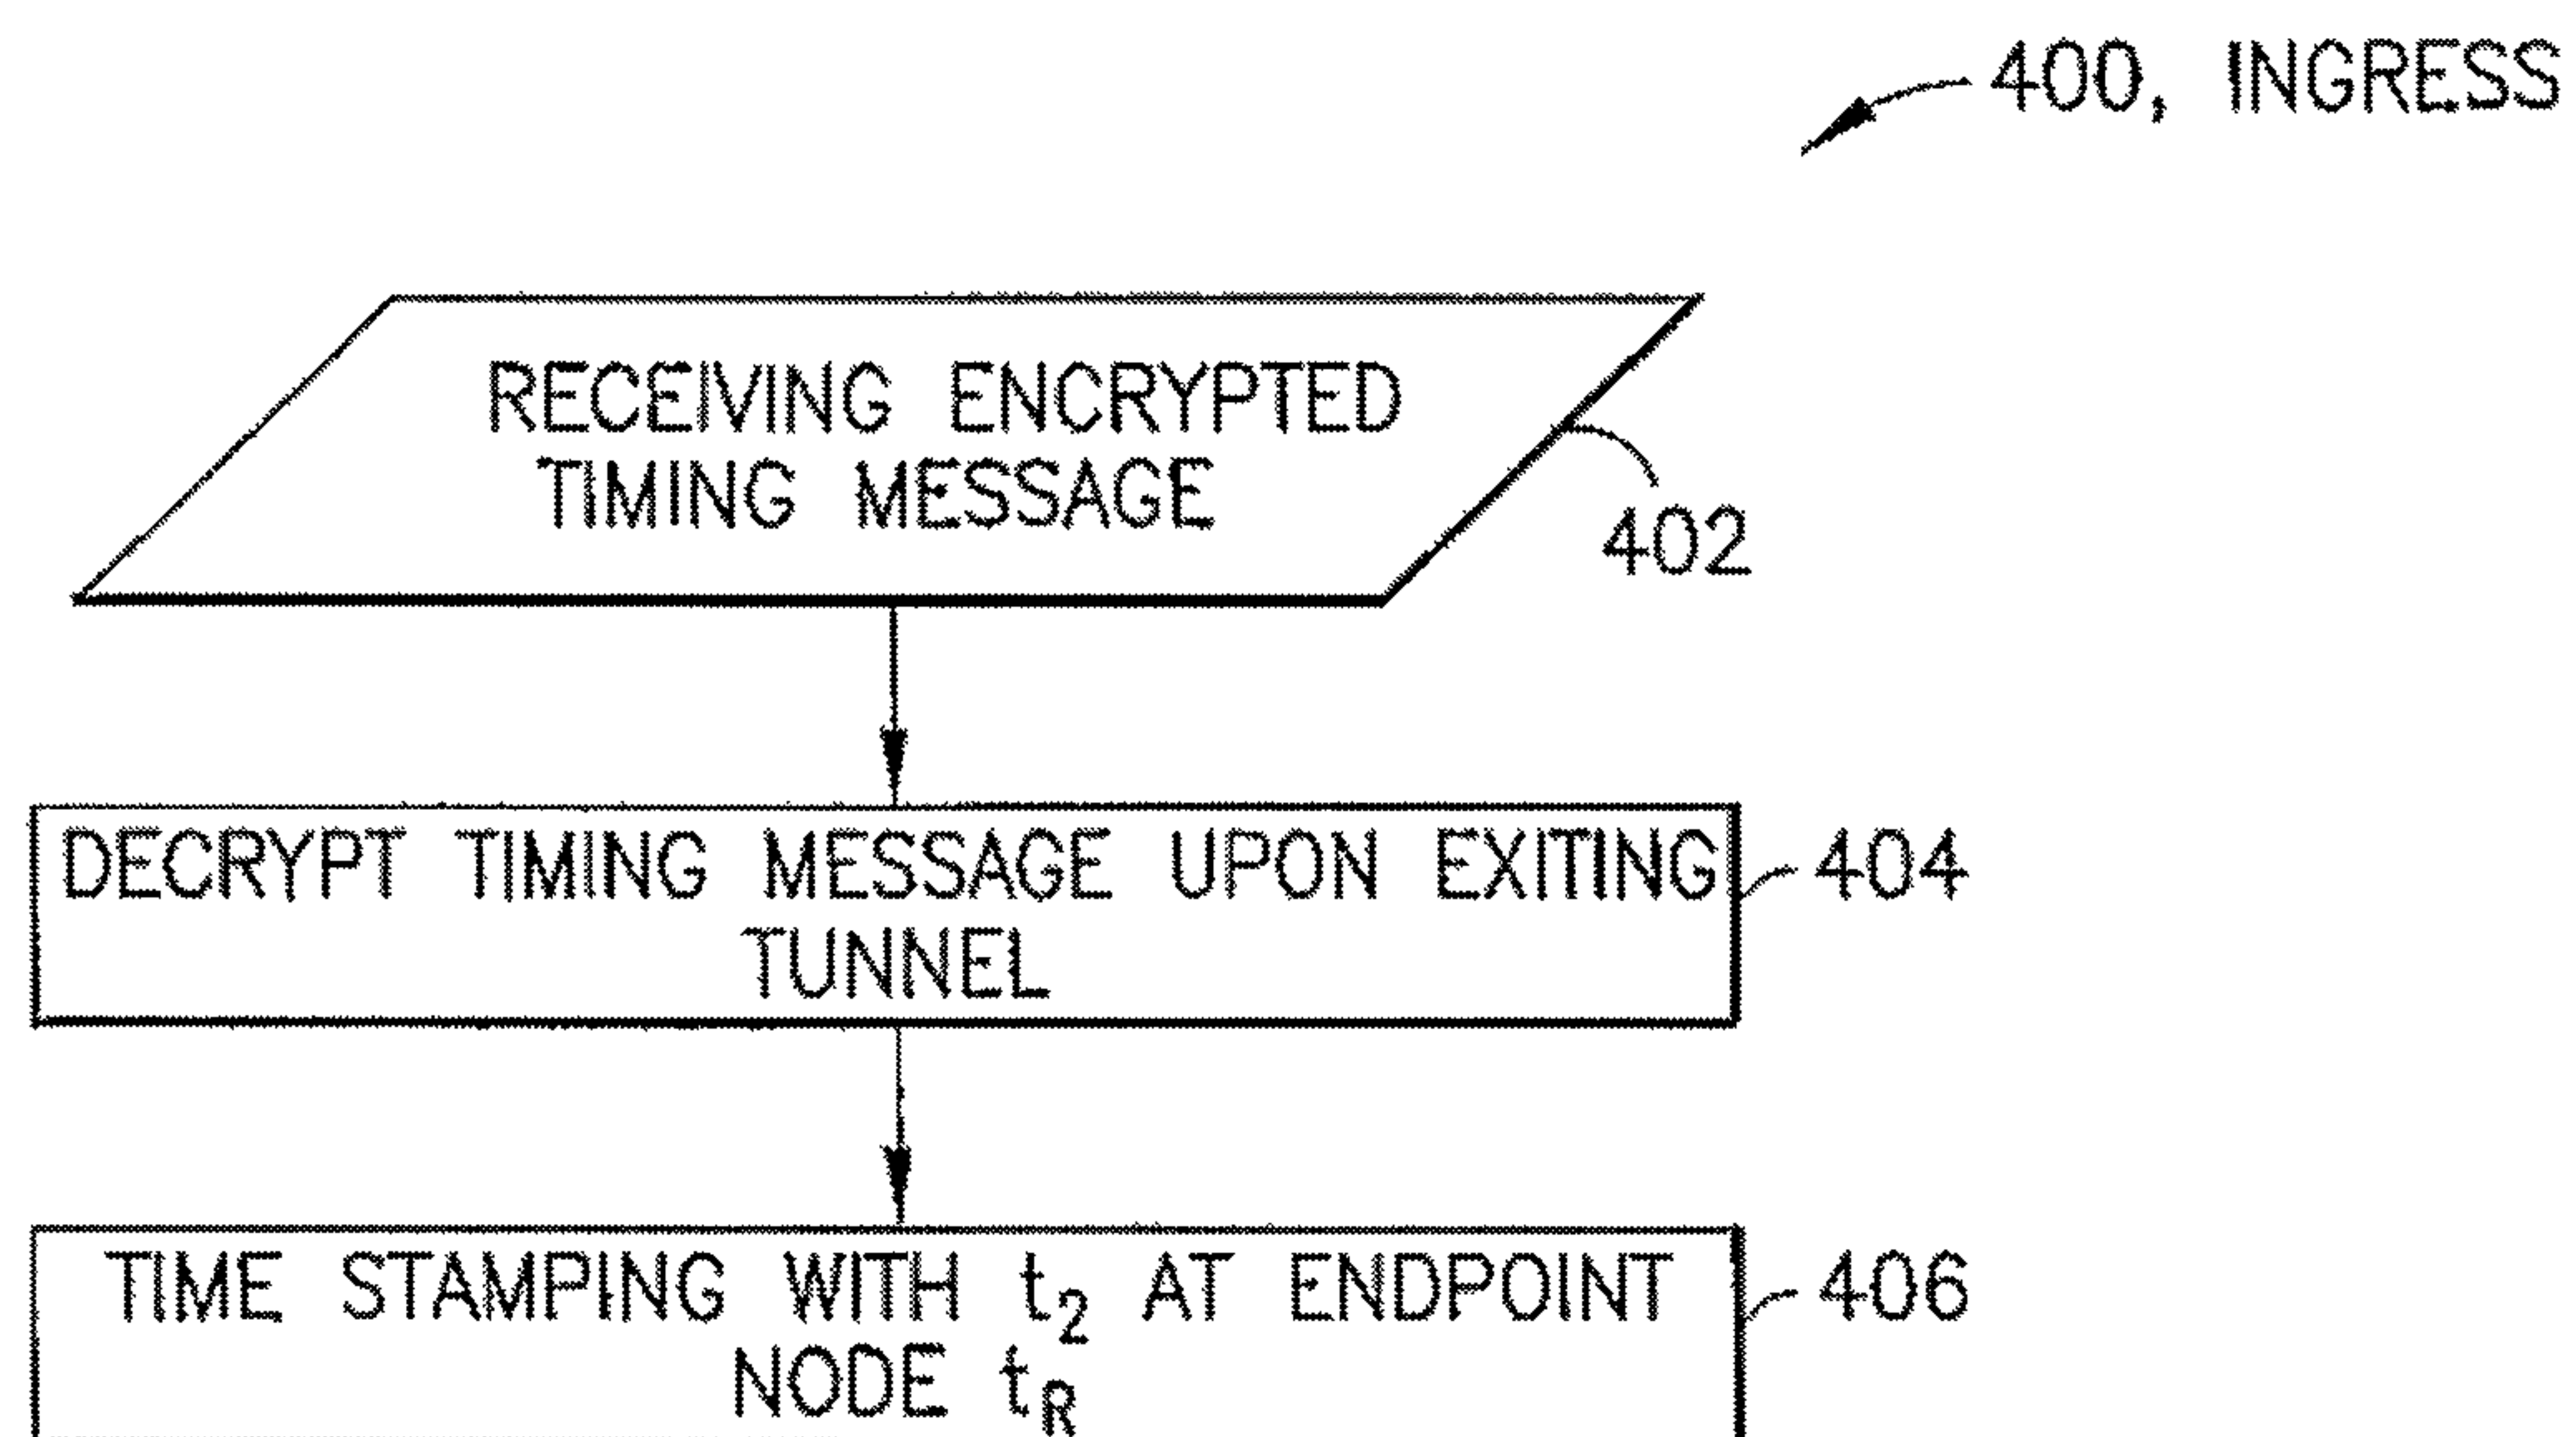 400, INGRESS
RECEIVING ENCRYPTED
TIMING MESSAGE
402
DECRYPT TIMING MESSAGE UPON EXITING
TUNNEL
404
TIME STAMPING WITH t₂ AT ENDPOINT
NODE t_R
406